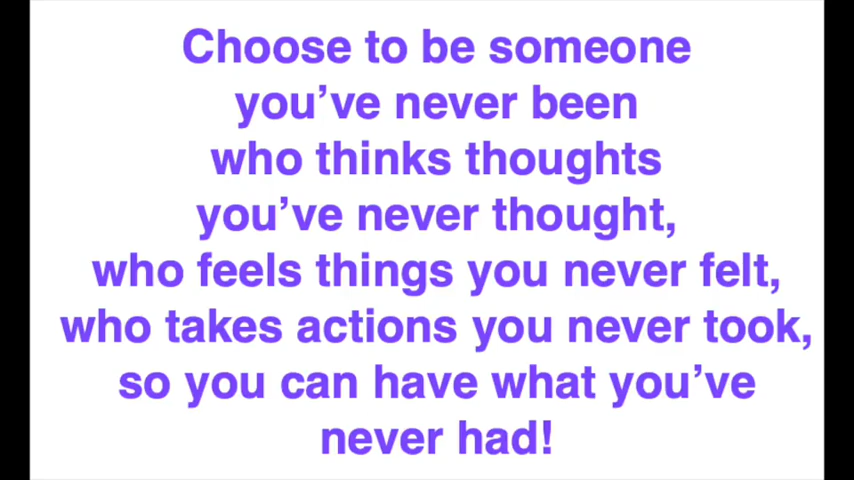 Choose to be someone
you’ve never been
who thinks thoughts
you’ve never thought,
who feels things you never felt,
who takes actions you never took,
so you can have what you’ve
never had!